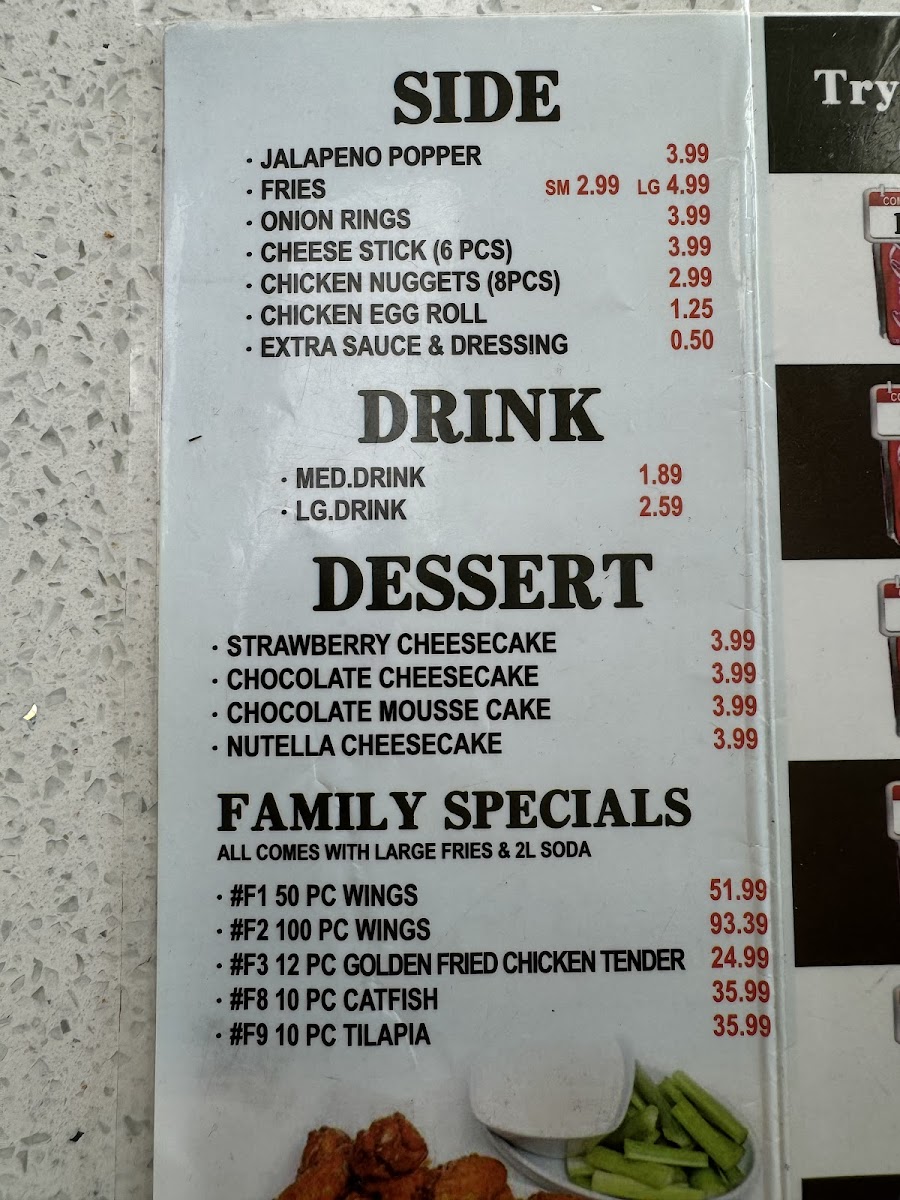 SIDE
· JALAPENO POPPER 3.99
· FRIES SM 2.99 LG 4.99
· ONION RINGS 3.99
· CHEESE STICK (6 PCS) 3.99
· CHICKEN NUGGETS (8PCS) 2.99
· CHICKEN EGG ROLL 1.25
· EXTRA SAUCE & DRESSING 0.50
DRINK
· MED.DRINK 1.89
· LG.DRINK 2.59
DESSERT
· STRAWBERRY CHEESECAKE 3.99
· CHOCOLATE CHEESECAKE 3.99
· CHOCOLATE MOUSSE CAKE 3.99
· NUTELLA CHEESECAKE 3.99
FAMILY SPECIALS
ALL COMES WITH LARGE FRIES & 2L SODA
· #F1 50 PC WINGS 51.99
· #F2 100 PC WINGS 93.39
· #F3 12 PC GOLDEN FRIED CHICKEN TENDER 24.99
· #F8 10 PC CATFISH 35.99
· #F9 10 PC TILAPIA 35.99
Try